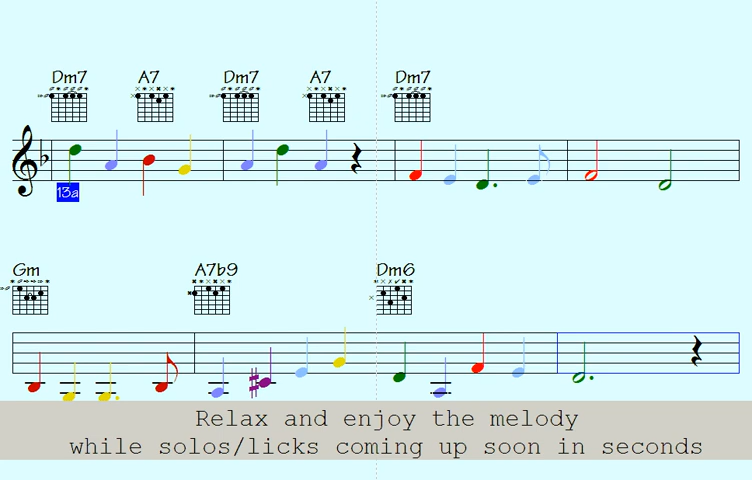 Dm7 A7 Dm7 A7 Dm7
13a
Gm A7b9 Dm6
Relax and enjoy the melody
while solos/licks coming up soon in seconds